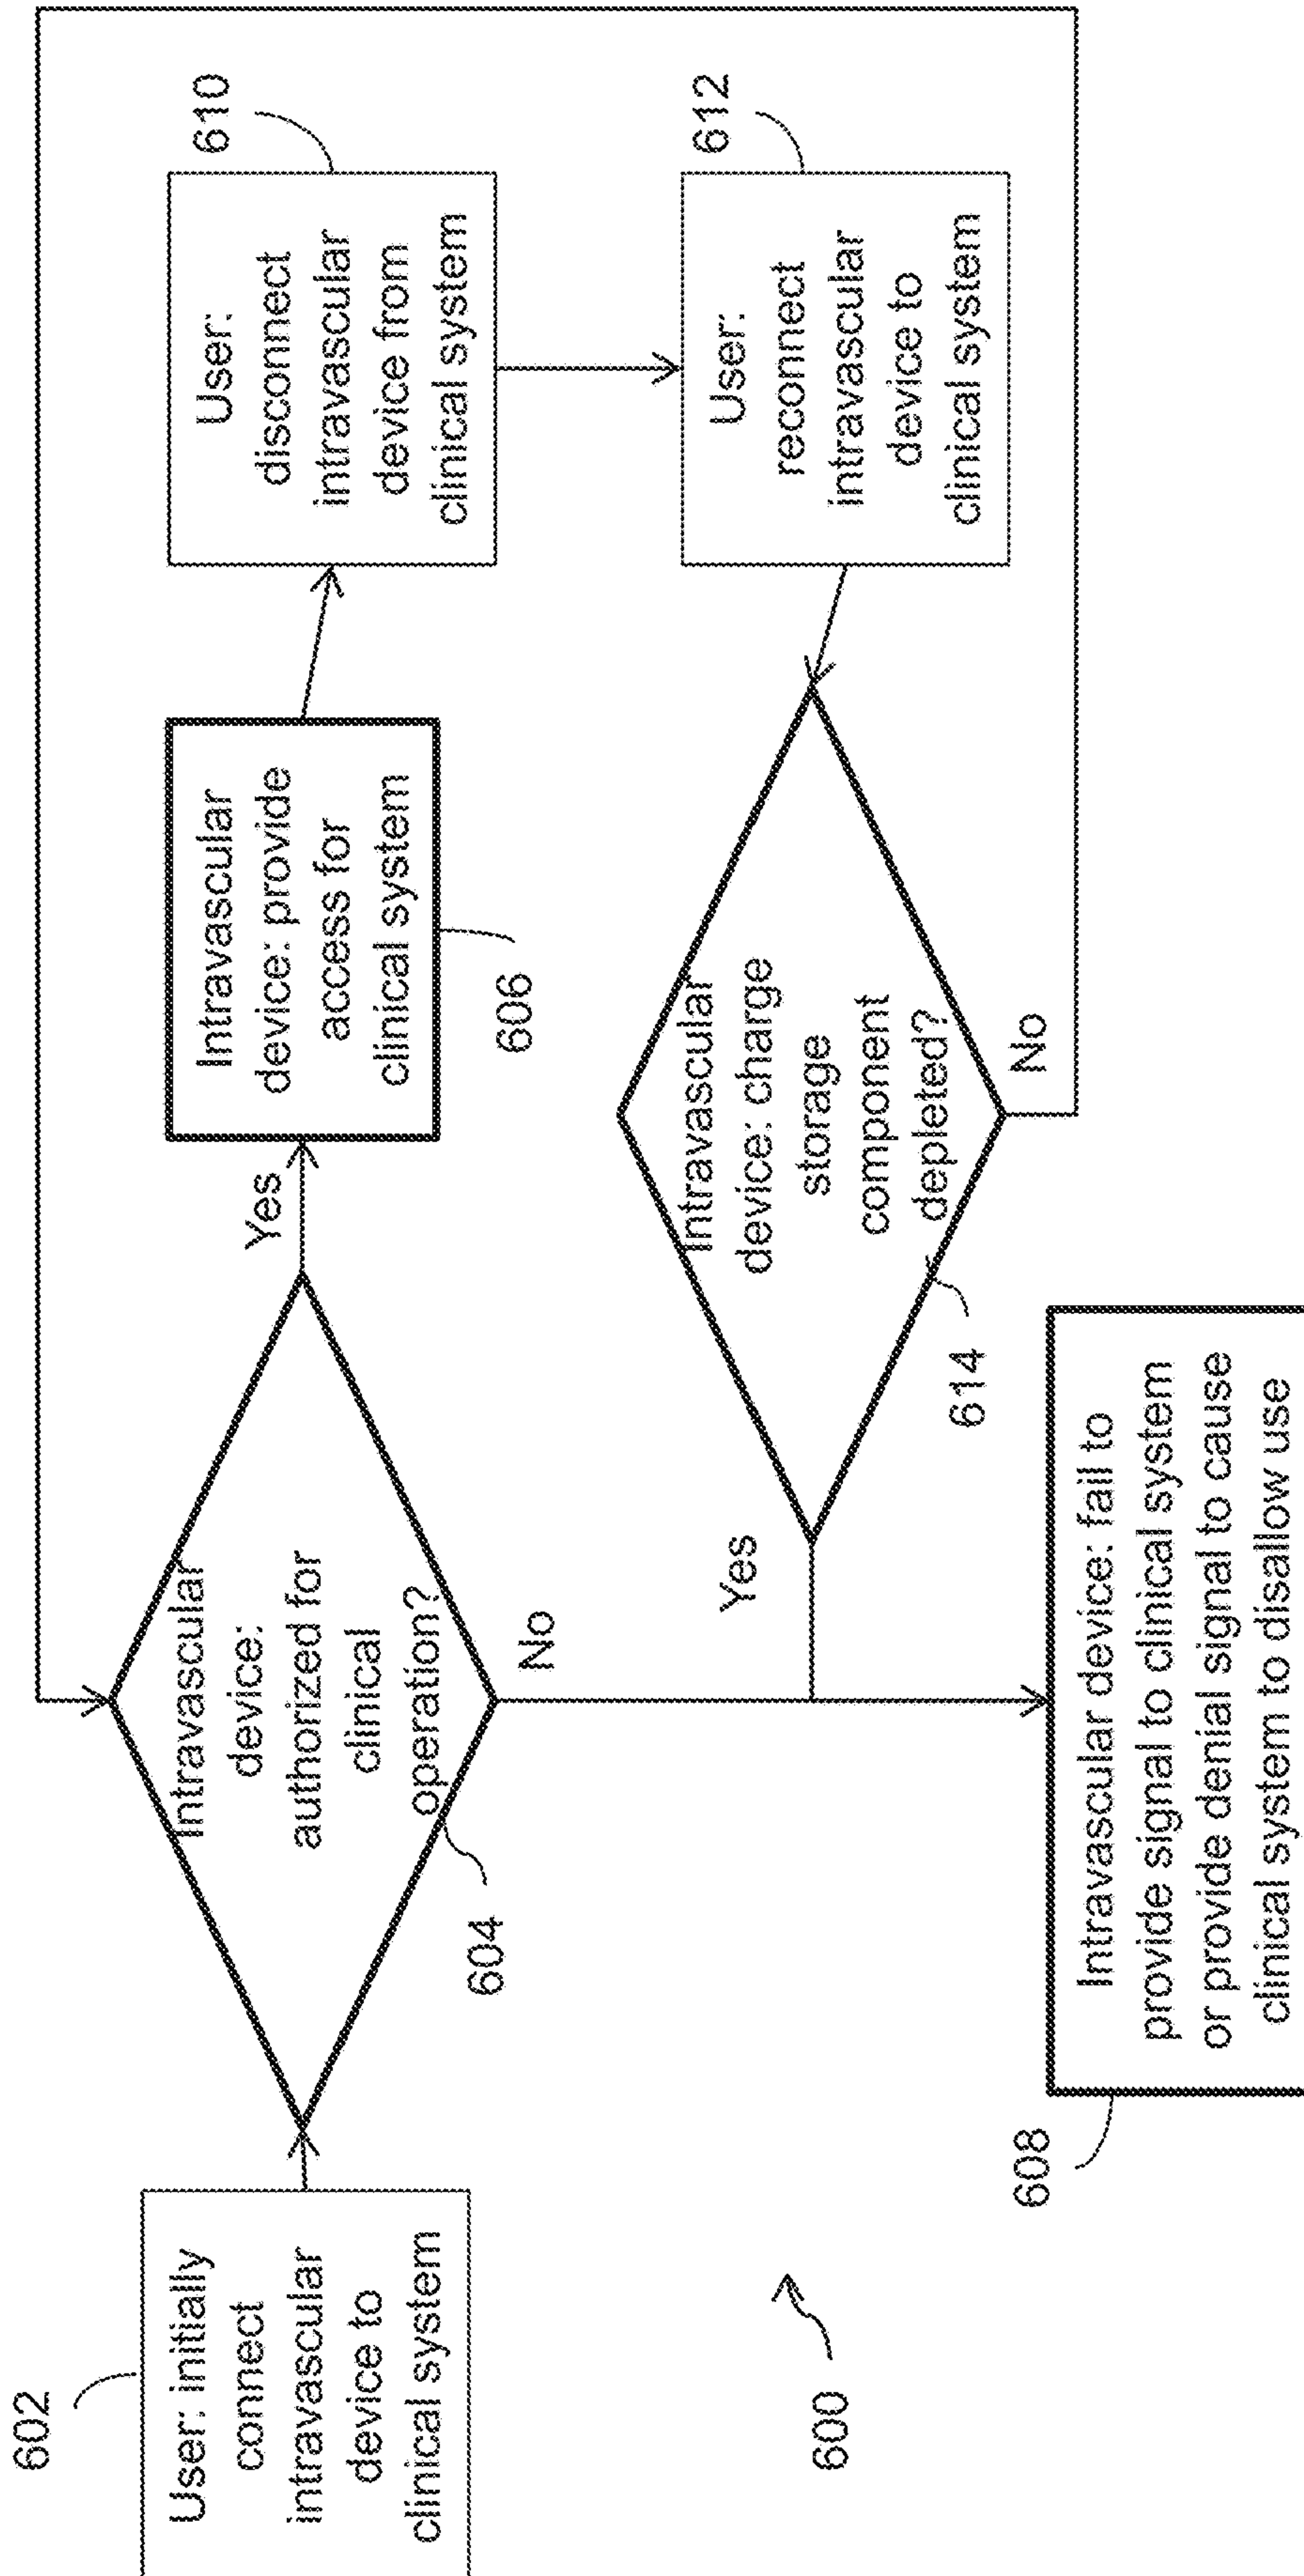 602
User: initially
connect
intravascular
device to
clinical system
Intravascular
device:
authorized for
clinical
operation?
604
Yes
No
Intravascular
device: provide
access for
clinical system
606
610
User:
disconnect
intravascular
device from
clinical system
612
User:
reconnect
intravascular
device to
clinical system
Intravascular
device: charge
storage
component
depleted?
614
Yes
No
608
Intravascular device: fail to
provide signal to clinical system
or provide denial signal to cause
clinical system to disallow use
600